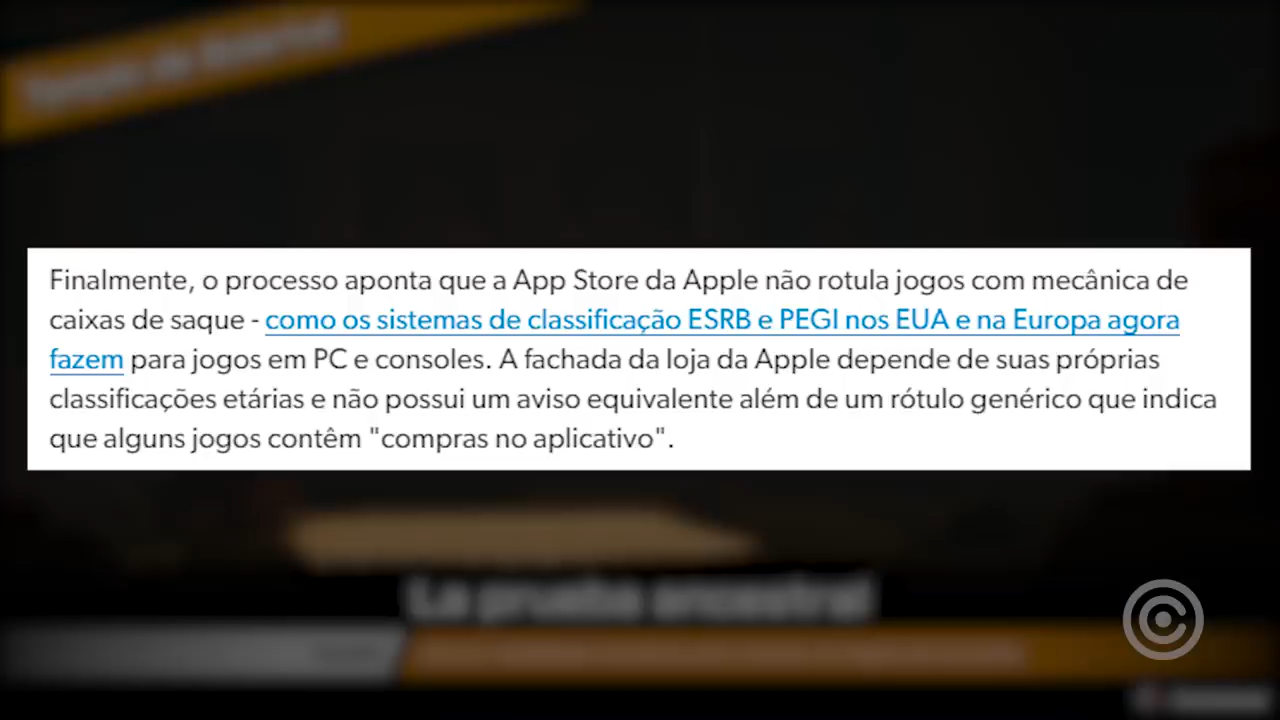 Finalmente, o processo aponta que a App Store da Apple não rotula jogos com mecânica de
caixas de saque - como os sistemas de classificação ESRB e PEGI nos EUA e na Europa agora
fazem para jogos em PC e consoles. A fachada da loja da Apple depende de suas próprias
classificações etárias e não possui um aviso equivalente além de um rótulo genérico que indica
que alguns jogos contêm "compras no aplicativo".
La prueba ancestral